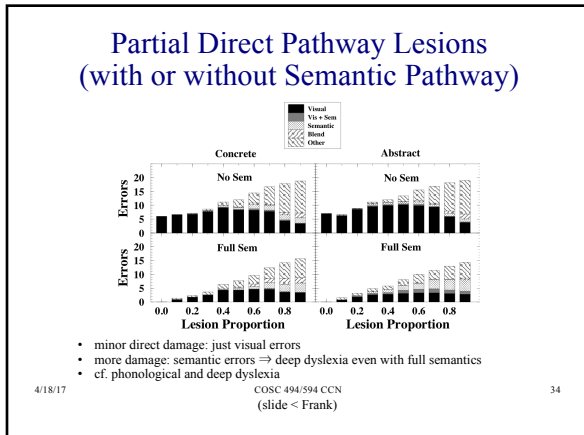 Partial Direct Pathway Lesions
(with or without Semantic Pathway)
Visual
Vis + Sem
Semantic
Blend
Other
Concrete Abstract
No Sem No Sem
Errors
20
15
10
5
0
Full Sem Full Sem
Errors
20
15
10
5
0
0.0 0.2 0.4 0.6 0.8 0.0 0.2 0.4 0.6 0.8
Lesion Proportion Lesion Proportion
• minor direct damage: just visual errors
• more damage: semantic errors ⇒ deep dyslexia even with full semantics
• cf. phonological and deep dyslexia
4/18/17 COSC 494/594 CCN 34
(slide < Frank)